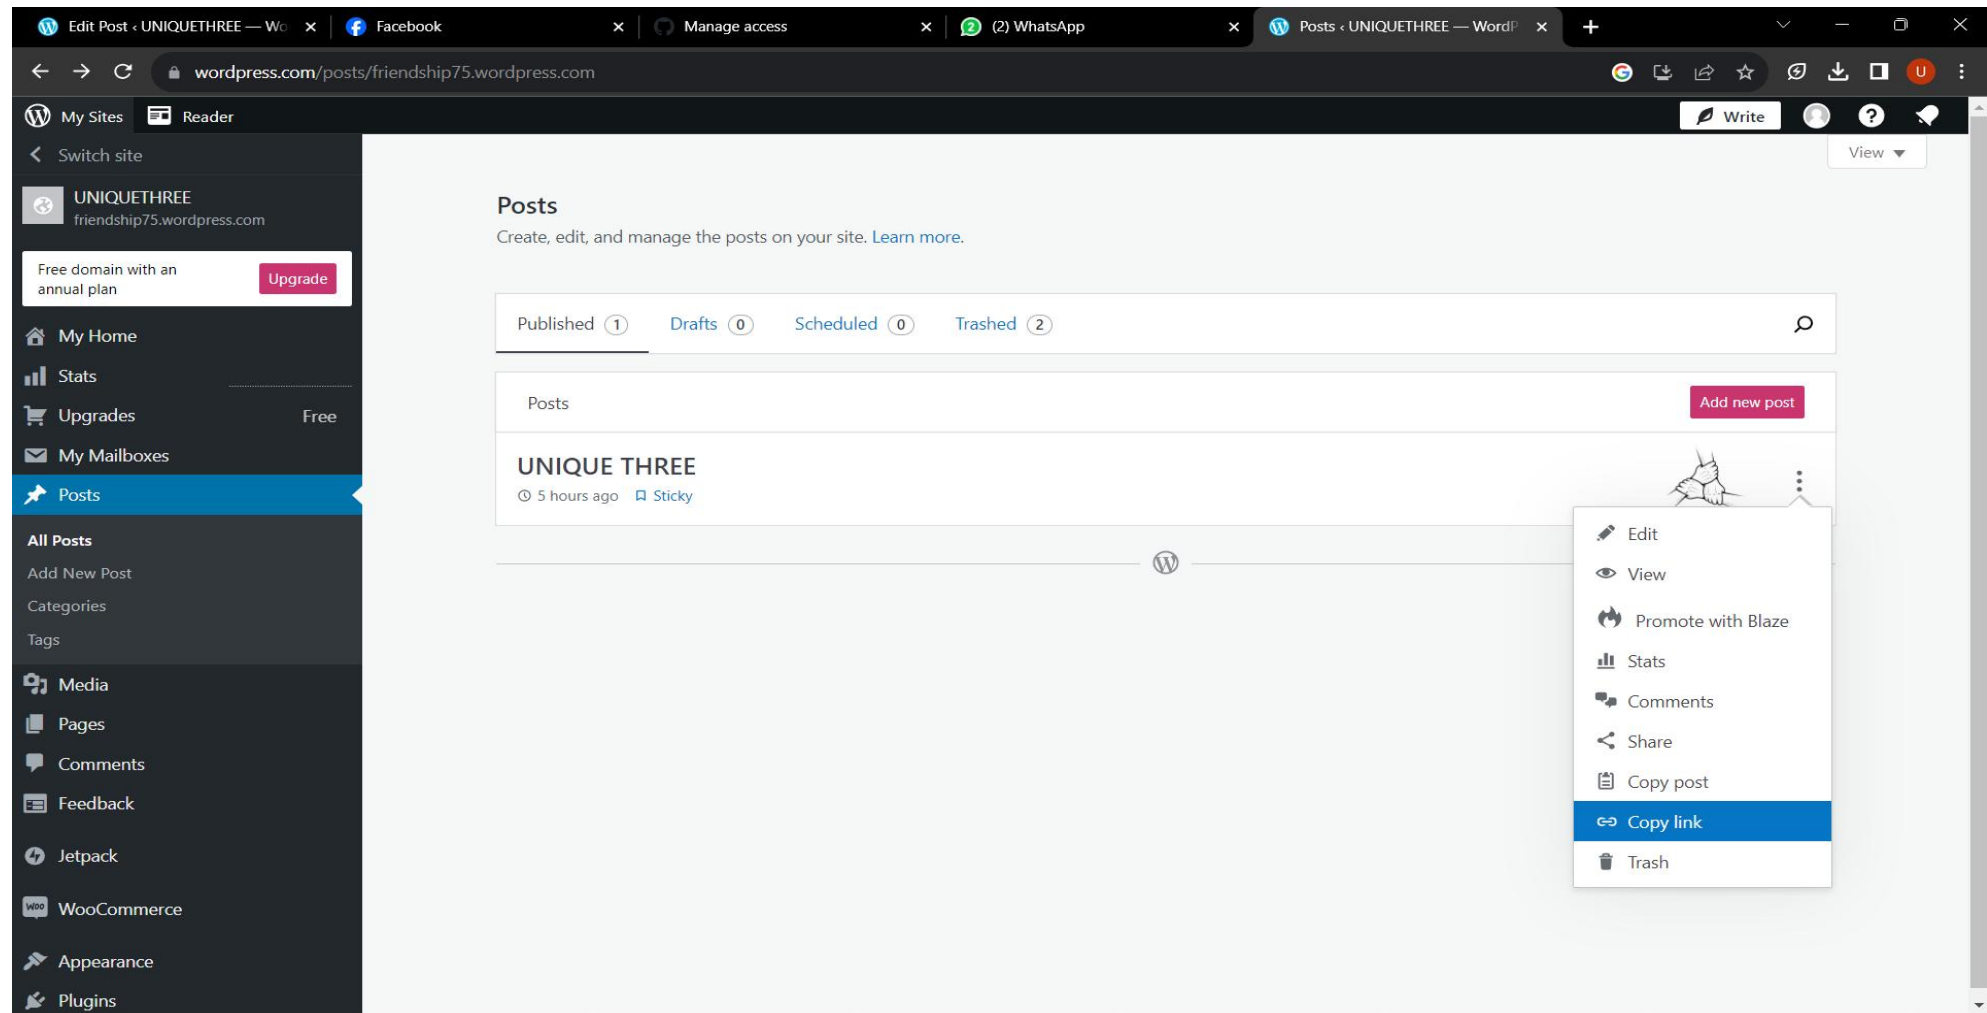 Edit Post ‹ UNIQUETHREE — Wo
Facebook
Manage access
2
(2) WhatsApp
Posts ‹ UNIQUETHREE — WordP
wordpress.com/posts/friendship75.wordpress.com
U
My Sites
Reader
Write
Switch site
View
UNIQUETHREE
friendship75.wordpress.com
Posts
Create, edit, and manage the posts on your site. Learn more.
Free domain with an
annual plan
Upgrade
Published 1
Drafts 0
Scheduled 0
Trashed 2
My Home
Stats
Upgrades
Free
My Mailboxes
Posts
All Posts
Add New Post
Categories
Tags
Media
Pages
Comments
Feedback
Jetpack
Woo
WooCommerce
Appearance
Plugins
Posts
Add new post
UNIQUE THREE
5 hours ago
Sticky
Edit
View
Promote with Blaze
Stats
Comments
Share
Copy post
Copy link
Trash